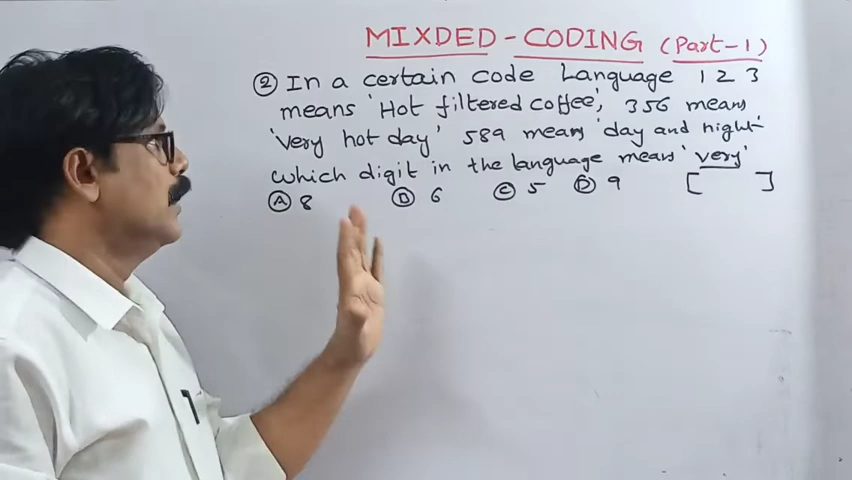 MIXDED - CODING (Part-1)
② In a certain code Language 1 2 3
means 'Hot filtered coffee', 356 means
'very hot day' 589 means 'day and night'
which digit in the language means 'very'
Ⓐ 8 Ⓑ 6 Ⓒ 5 Ⓓ 9 [ ]